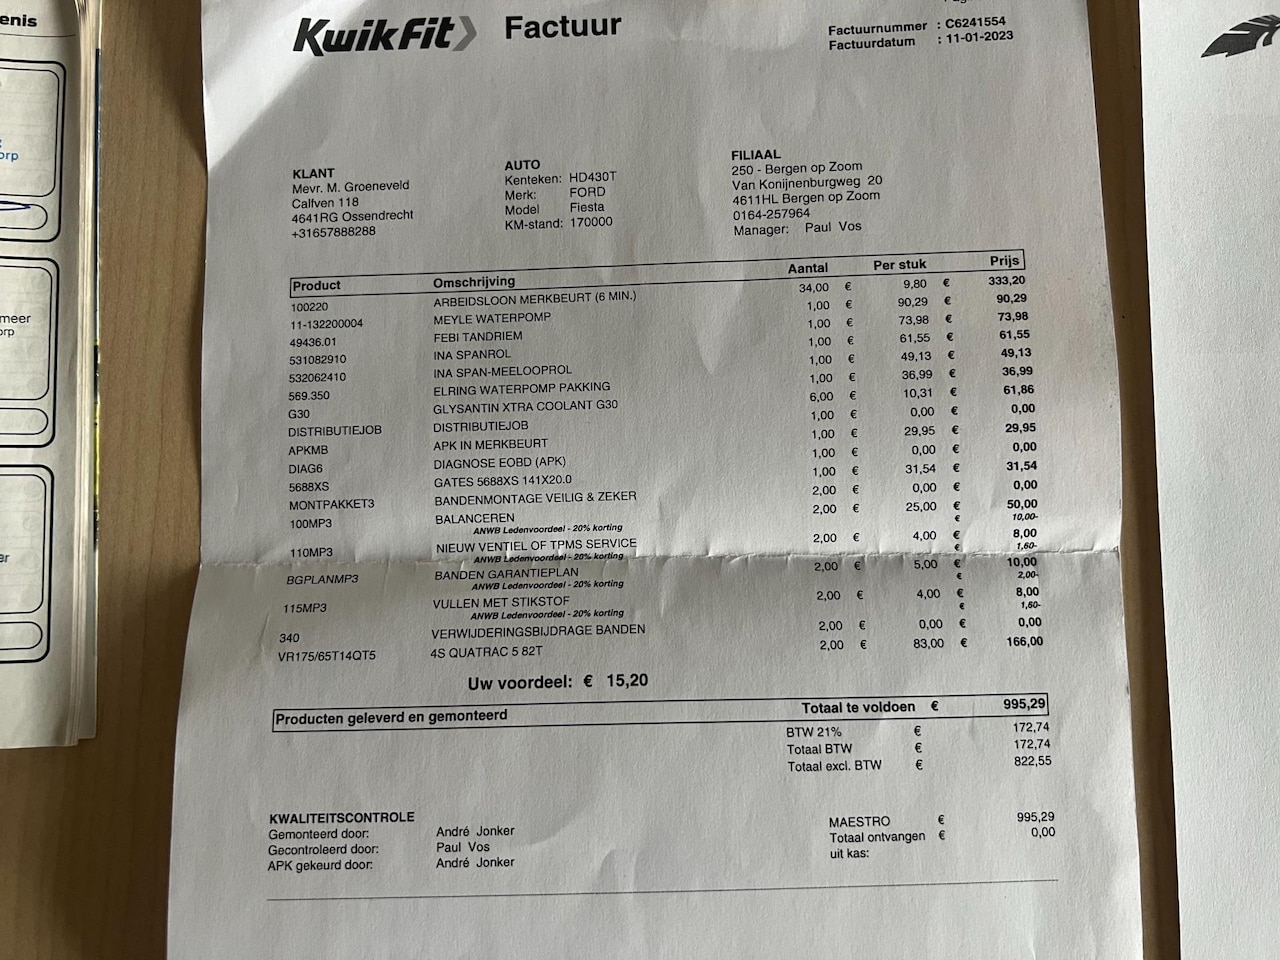 enis
orp
meer
orp
er
KwikFit Factuur
Factuurnummer : C6241554
Factuurdatum : 11-01-2023
KLANT
Mevr. M. Groeneveld
Calfven 118
4641RG Ossendrecht
+31657888288
AUTO
Kenteken: HD430T
Merk: FORD
Model Fiesta
KM-stand: 170000
FILIAAL
250 - Bergen op Zoom
Van Konijnenburgweg 20
4611HL Bergen op Zoom
0164-257964
Manager: Paul Vos
Product Omschrijving Aantal Per stuk Prijs
100220 ARBEIDSLOON MERKBEURT (6 MIN.) 34,00 € 9,80 € 333,20
11-132200004 MEYLE WATERPOMP 1,00 € 90,29 € 90,29
49436.01 FEBI TANDRIEM 1,00 € 73,98 € 73,98
531082910 INA SPANROL 1,00 € 61,55 € 61,55
532062410 INA SPAN-MEELOOPROL 1,00 € 49,13 € 49,13
569.350 ELRING WATERPOMP PAKKING 1,00 € 36,99 € 36,99
G30 GLYSANTIN XTRA COOLANT G30 6,00 € 10,31 € 61,86
DISTRIBUTIEJOB DISTRIBUTIEJOB 1,00 € 0,00 € 0,00
APKMB APK IN MERKBEURT 1,00 € 29,95 € 29,95
DIAG6 DIAGNOSE EOBD (APK) 1,00 € 0,00 € 0,00
5688XS GATES 5688XS 141X20.0 1,00 € 31,54 € 31,54
MONTPAKKET3 BANDENMONTAGE VEILIG & ZEKER 2,00 € 0,00 € 0,00
100MP3 BALANCEREN 2,00 € 25,00 € 50,00
ANWB Ledenvoordeel - 20% korting € 10,00-
110MP3 NIEUW VENTIEL OF TPMS SERVICE 2,00 € 4,00 € 8,00
ANWB Ledenvoordeel - 20% korting € 1,60-
BGPLANMP3 BANDEN GARANTIEPLAN 2,00 € 5,00 € 10,00
ANWB Ledenvoordeel - 20% korting € 2,00-
115MP3 VULLEN MET STIKSTOF 2,00 € 4,00 € 8,00
ANWB Ledenvoordeel - 20% korting € 1,60-
340 VERWIJDERINGSBIJDRAGE BANDEN 2,00 € 0,00 € 0,00
VR175/65T14QT5 4S QUATRAC 5 82T 2,00 € 83,00 € 166,00
Uw voordeel: € 15,20
Producten geleverd en gemonteerd Totaal te voldoen € 995,29
BTW 21% € 172,74
Totaal BTW € 172,74
Totaal excl. BTW € 822,55
KWALITEITSCONTROLE
Gemonteerd door: André Jonker
Gecontroleerd door: Paul Vos
APK gekeurd door: André Jonker
MAESTRO € 995,29
Totaal ontvangen € 0,00
uit kas: